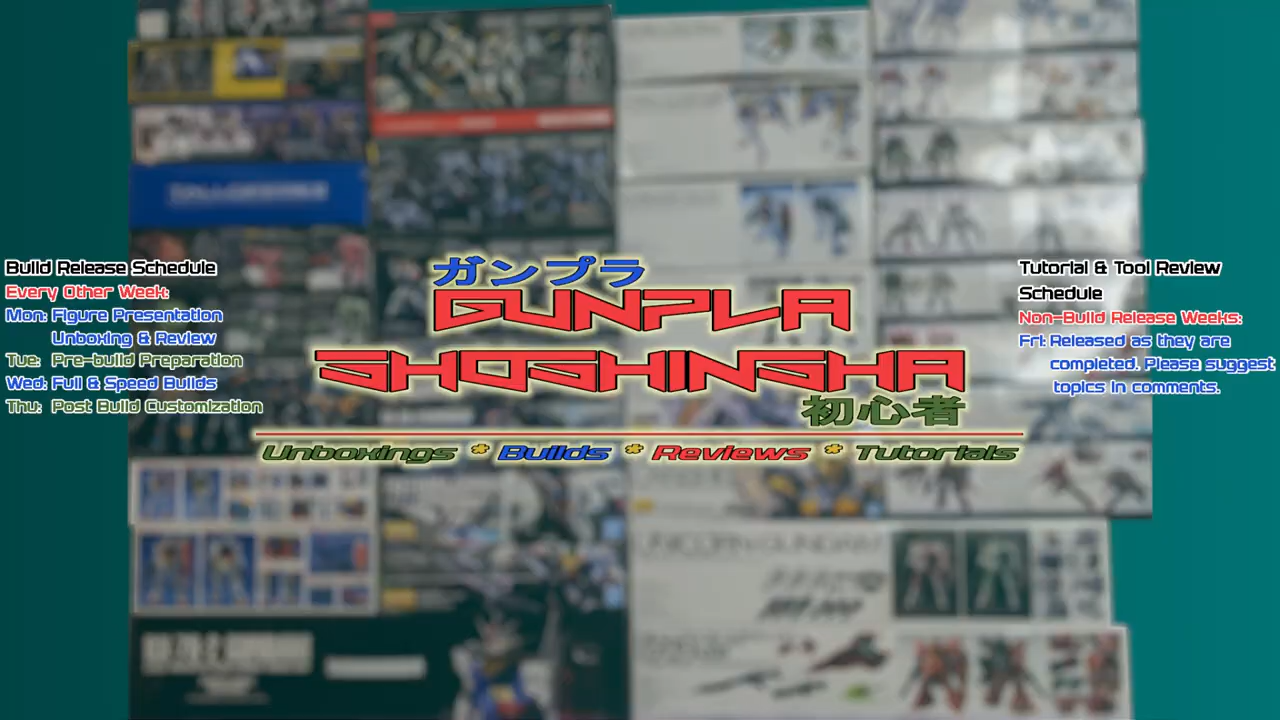 Build Release Schedule
Every Other Week:
Mon: Figure Presentation
Unboxing & Review
Tue: Pre-build Preparation
Wed: Full & Speed Builds
Thu: Post Build Customization
ガンプラ
GUNPLA
SHOSHINSHA
初心者
Unboxings * Builds * Reviews * Tutorials
Tutorial & Tool Review
Schedule
Non-Build Release Weeks:
Fri: Released as they are
completed. Please suggest
topics in comments.
UNICORN GUNDAM